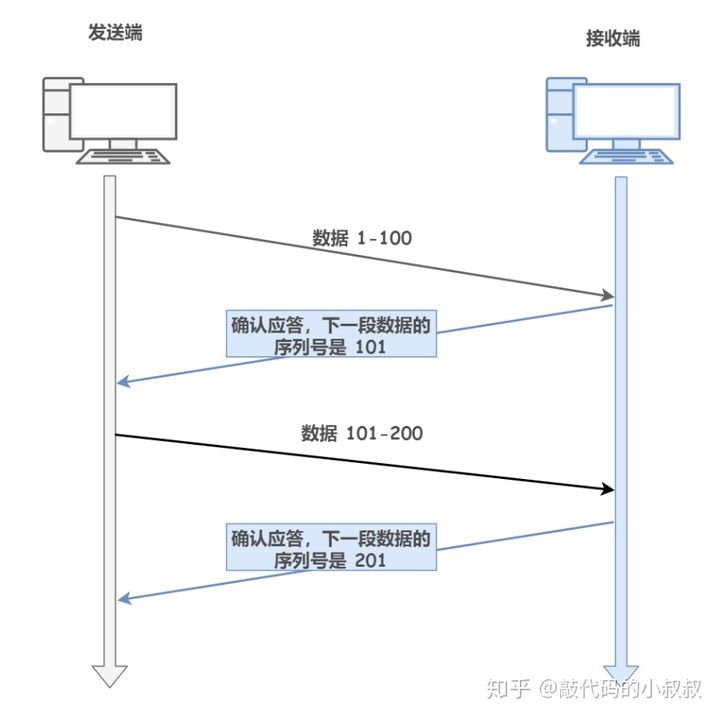 发送端
接收端
数据 1-100
确认应答，下一段数据的
序列号是 101
数据 101-200
确认应答，下一段数据的
序列号是 201
知乎 @敲代码的小叔叔